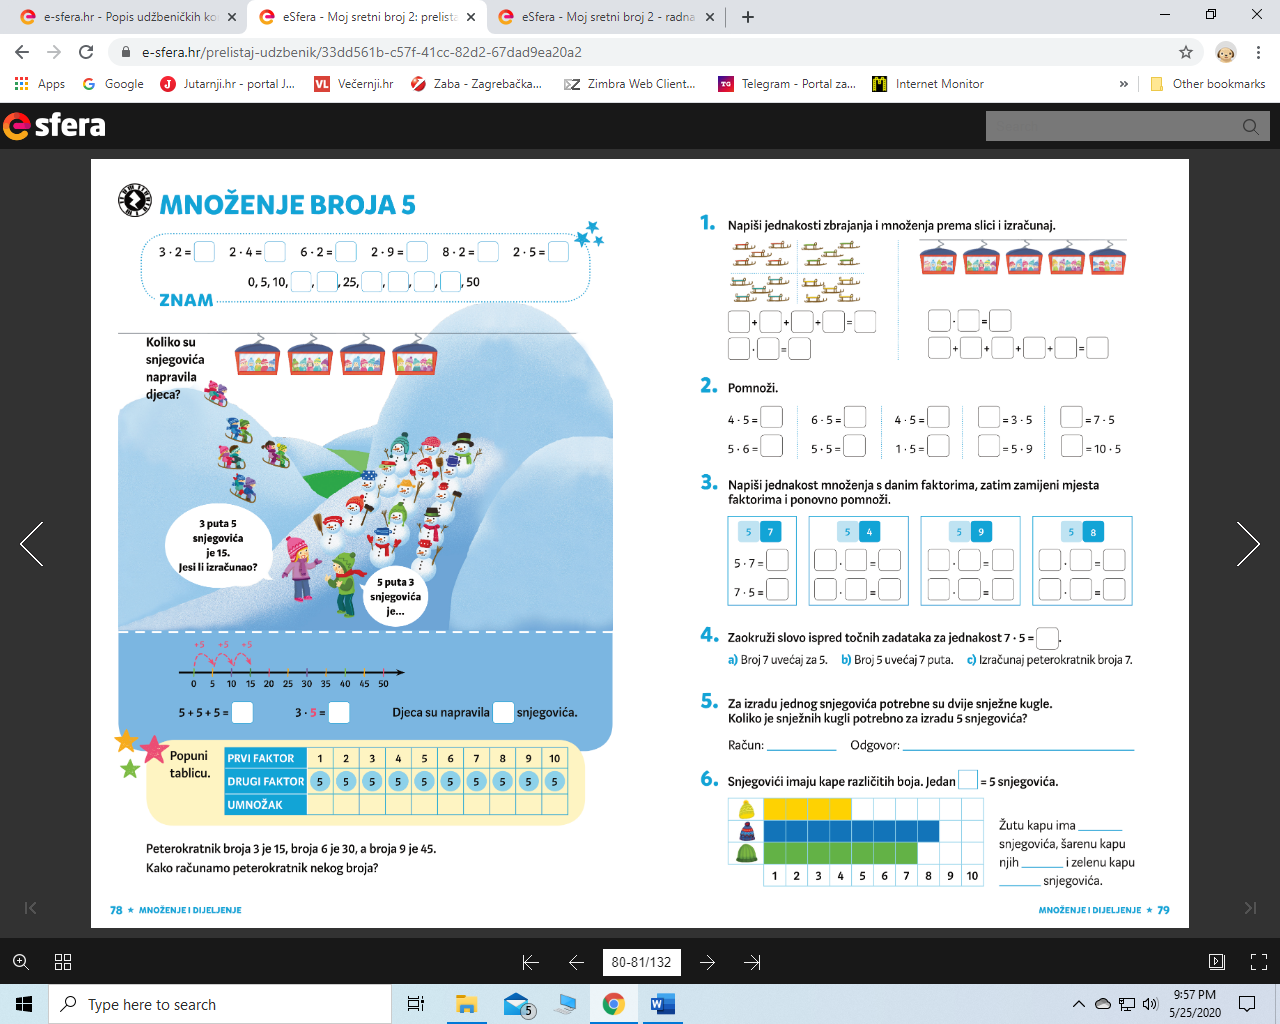 e-sfera.hr - Popis udžbeničkih ko
eSfera - Moj sretni broj 2: prelista
eSfera - Moj sretni broj 2 - radna
e-sfera.hr/prelistaj-udzbenik/33dd561b-c57f-41cc-82d2-67dad9ea20a2
Apps Google Jutarnji.hr - portal J... Večernji.hr Zaba - Zagrebačka... Zimbra Web Client... Telegram - Portal za... Internet Monitor » Other bookmarks
e sfera
MNOŽENJE BROJA 5
3 · 2 = 2 · 4 = 6 · 2 = 2 · 9 = 8 · 2 = 2 · 5 =
0, 5, 10, , , 25, , , , , 50
ZNAM
Koliko su
snjegovića
napravila
djeca?
3 puta 5
snjegovića
je 15.
Jesi li izračunao?
5 puta 3
snjegovića
je...
+5 +5 +5
0 5 10 15 20 25 30 35 40 45 50
5 + 5 + 5 = 3 · 5 = Djeca su napravila snjegovića.
Popuni
tablicu.
PRVI FAKTOR 1 2 3 4 5 6 7 8 9 10
DRUGI FAKTOR 5 5 5 5 5 5 5 5 5 5
UMNOŽAK
Peterokratnik broja 3 je 15, broja 6 je 30, a broja 9 je 45.
Kako računamo peterokratnik nekog broja?
78 ★ MNOŽENJE I DIJELJENJE
1. Napiši jednakosti zbrajanja i množenja prema slici i izračunaj.
+ + + =
· =
· =
+ + + + =
2. Pomnoži.
4 · 5 = 6 · 5 = 4 · 5 = = 3 · 5 = 7 · 5
5 · 6 = 5 · 5 = 1 · 5 = = 5 · 9 = 10 · 5
3. Napiši jednakost množenja s danim faktorima, zatim zamijeni mjesta
faktorima i ponovno pomnoži.
5 7 5 4 5 9 5 8
5 · 7 = · = · = · =
7 · 5 = · = · = · =
4. Zaokruži slovo ispred točnih zadataka za jednakost 7 · 5 = .
a) Broj 7 uvećaj za 5. b) Broj 5 uvećaj 7 puta. c) Izračunaj peterokratnik broja 7.
5. Za izradu jednog snjegovića potrebne su dvije snježne kugle.
Koliko je snježnih kugli potrebno za izradu 5 snjegovića?
Račun: Odgovor:
6. Snjegovići imaju kape različitih boja. Jedan = 5 snjegovića.
1 2 3 4 5 6 7 8 9 10
Žutu kapu ima
snjegovića, šarenu kapu
njih i zelenu kapu
snjegovića.
MNOŽENJE I DIJELJENJE ★ 79
80-81/132
Type here to search
5
9:57 PM
5/25/2020